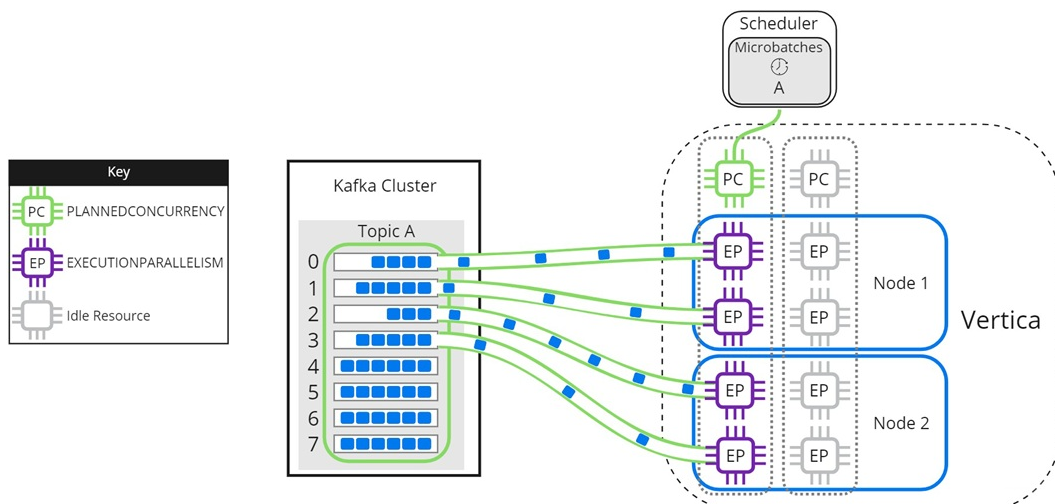 Scheduler
Microbatches
A
Key
PC PLANNEDCONCURRENCY
EP EXECUTIONPARALLELISM
Idle Resource
Kafka Cluster
Topic A
0
1
2
3
4
5
6
7
PC PC
EP EP
Node 1
EP EP
EP EP
Node 2
EP EP
Vertica